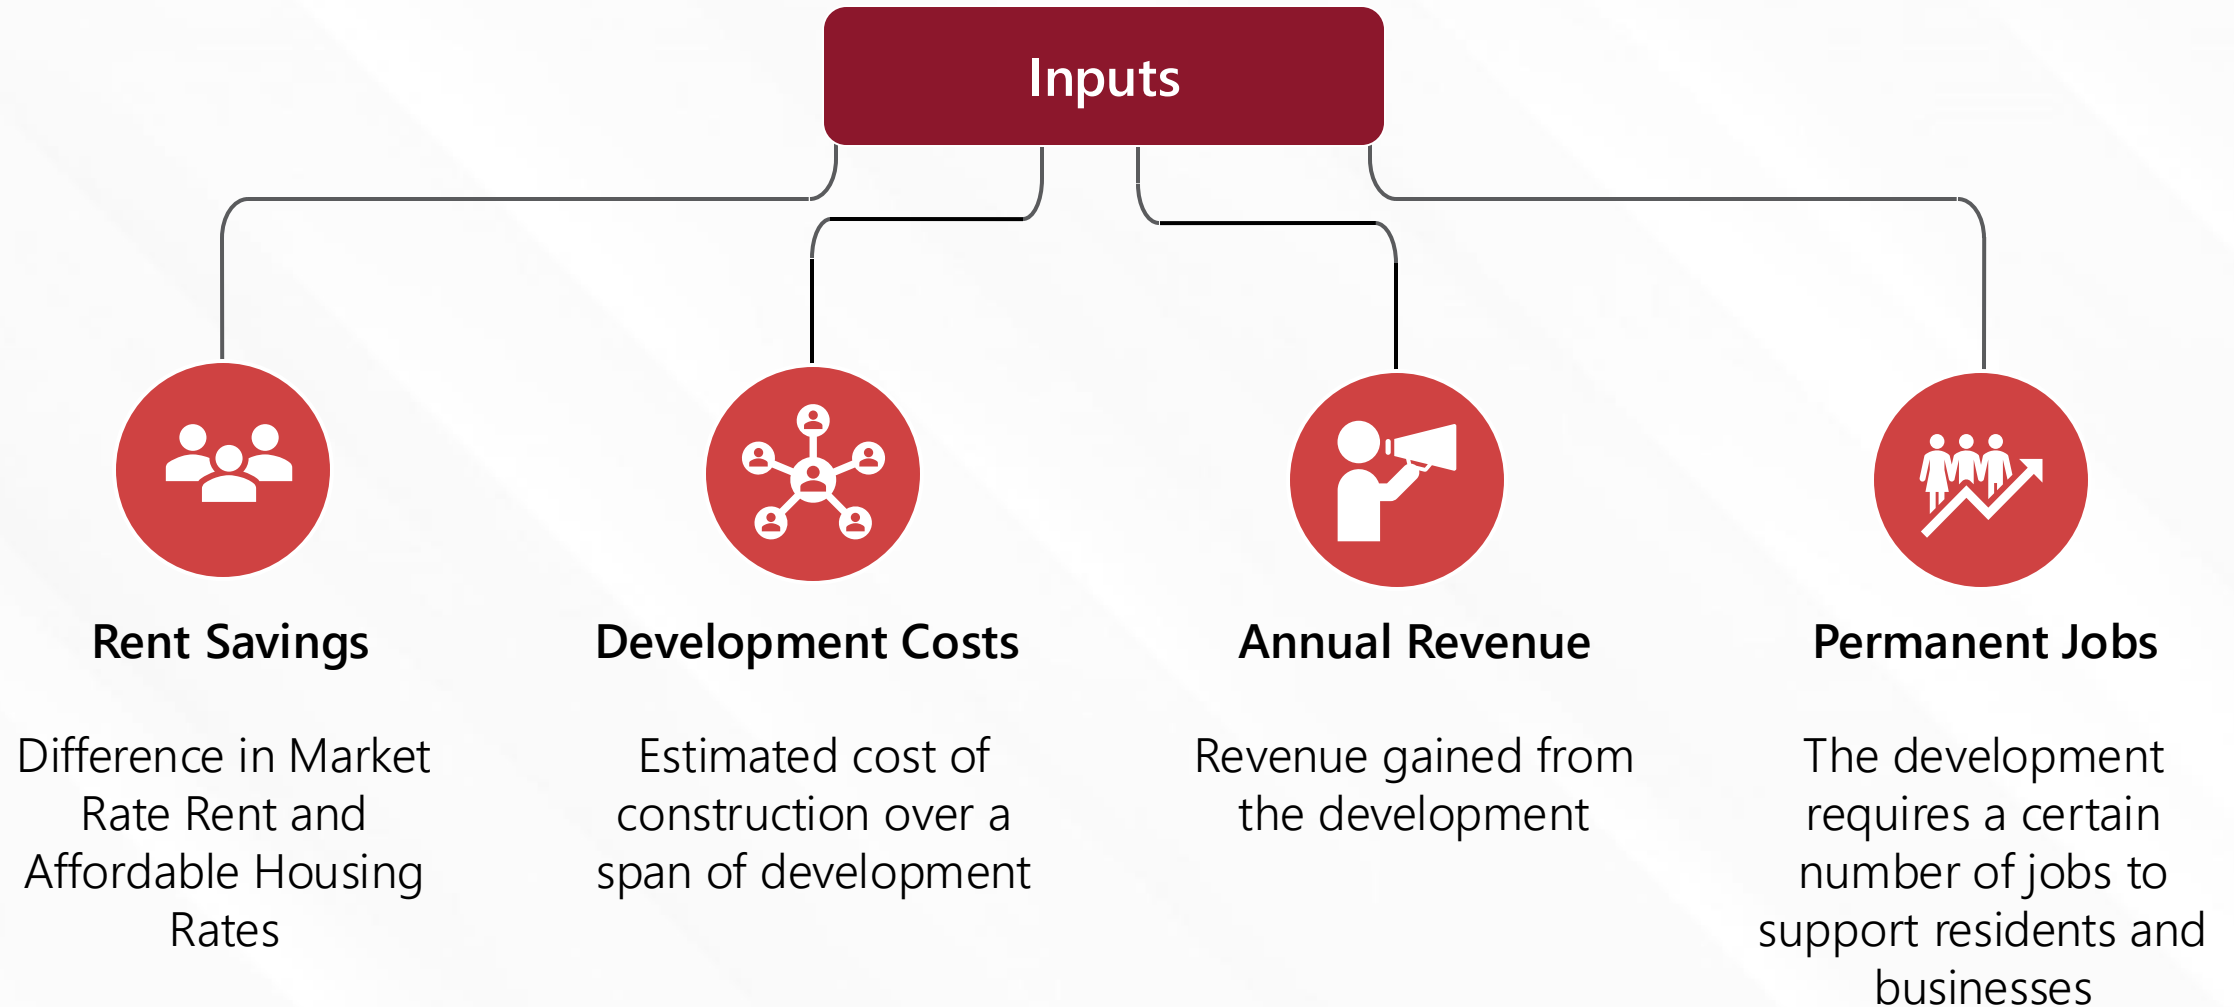 Inputs
Rent Savings
Difference in Market
Rate Rent and
Affordable Housing
Rates
Development Costs
Estimated cost of
construction over a
span of development
Annual Revenue
Revenue gained from
the development
Permanent Jobs
The development
requires a certain
number of jobs to
support residents and
businesses